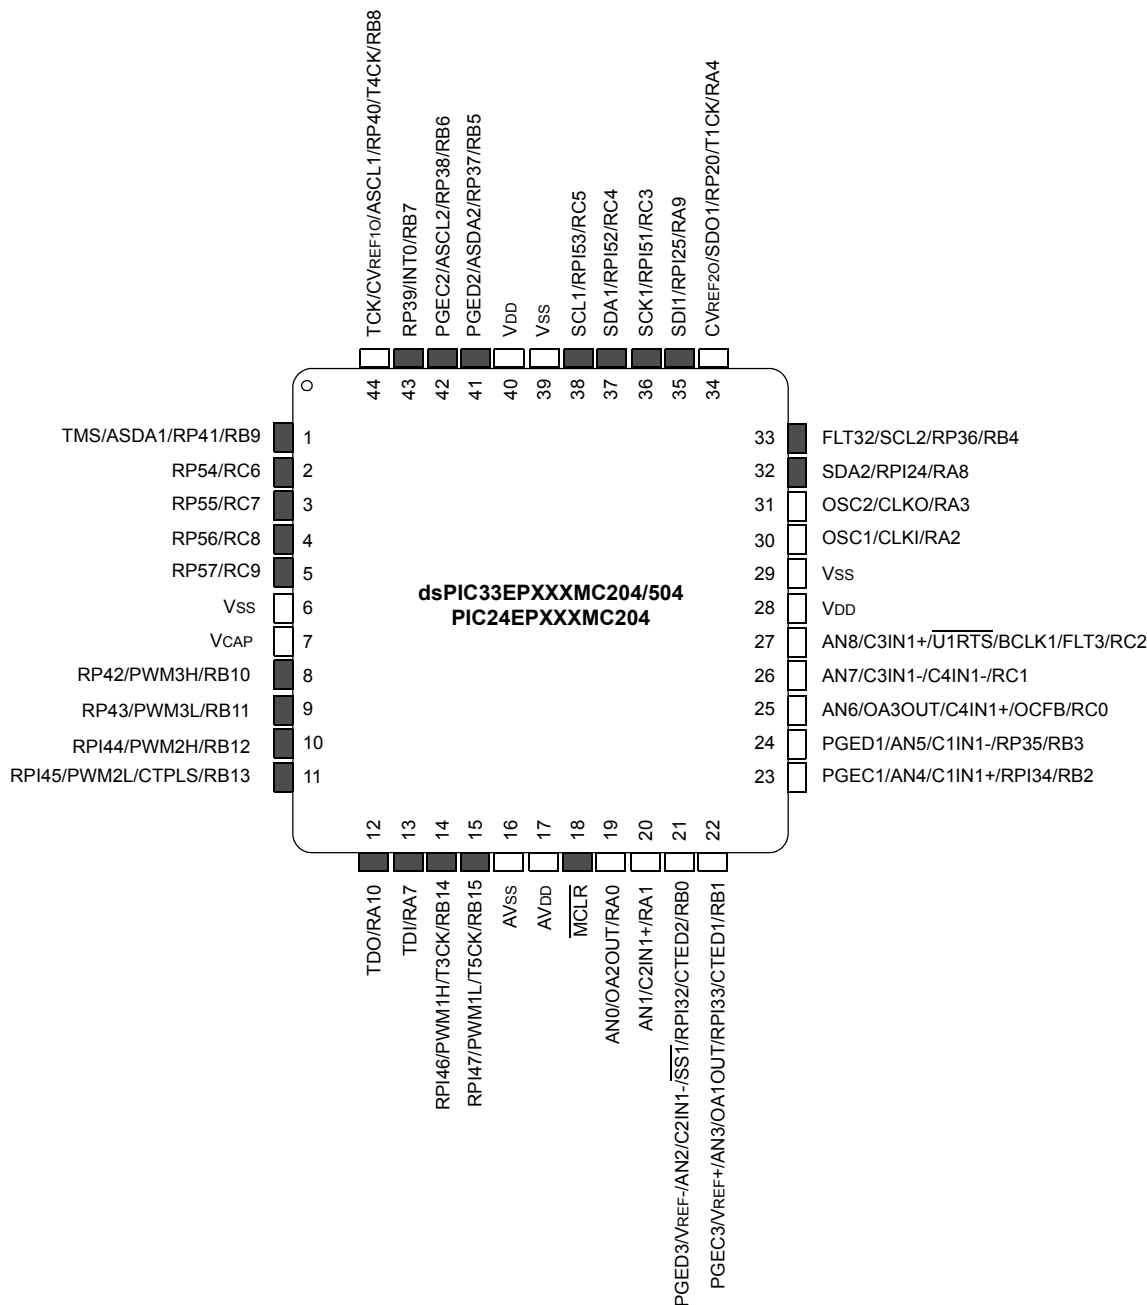 TCK/CVREF1O/ASCL1/RP40/T4CK/RB8
RP39/INT0/RB7
PGEC2/ASCL2/RP38/RB6
PGED2/ASDA2/RP37/RB5
VDD
VSS
SCL1/RPI53/RC5
SDA1/RPI52/RC4
SCK1/RPI51/RC3
SDI1/RPI25/RA9
CVREF2O/SDO1/RP20/T1CK/RA4
44 43 42 41 40 39 38 37 36 35 34
TMS/ASDA1/RP41/RB9 1
RP54/RC6 2
RP55/RC7 3
RP56/RC8 4
RP57/RC9 5
VSS 6
VCAP 7
RP42/PWM3H/RB10 8
RP43/PWM3L/RB11 9
RPI44/PWM2H/RB12 10
RPI45/PWM2L/CTPLS/RB13 11
dsPIC33EPXXXMC204/504
PIC24EPXXXMC204
33 FLT32/SCL2/RP36/RB4
32 SDA2/RPI24/RA8
31 OSC2/CLKO/RA3
30 OSC1/CLKI/RA2
29 VSS
28 VDD
27 AN8/C3IN1+/U1RTS/BCLK1/FLT3/RC2
26 AN7/C3IN1-/C4IN1-/RC1
25 AN6/OA3OUT/C4IN1+/OCFB/RC0
24 PGED1/AN5/C1IN1-/RP35/RB3
23 PGEC1/AN4/C1IN1+/RPI34/RB2
12 13 14 15 16 17 18 19 20 21 22
TDO/RA10
TDI/RA7
RPI46/PWM1H/T3CK/RB14
RPI47/PWM1L/T5CK/RB15
AVSS
AVDD
MCLR
AN0/OA2OUT/RA0
AN1/C2IN1+/RA1
PGED3/VREF-/AN2/C2IN1-/SS1/RPI32/CTED2/RB0
PGEC3/VREF+/AN3/OA1OUT/RPI33/CTED1/RB1